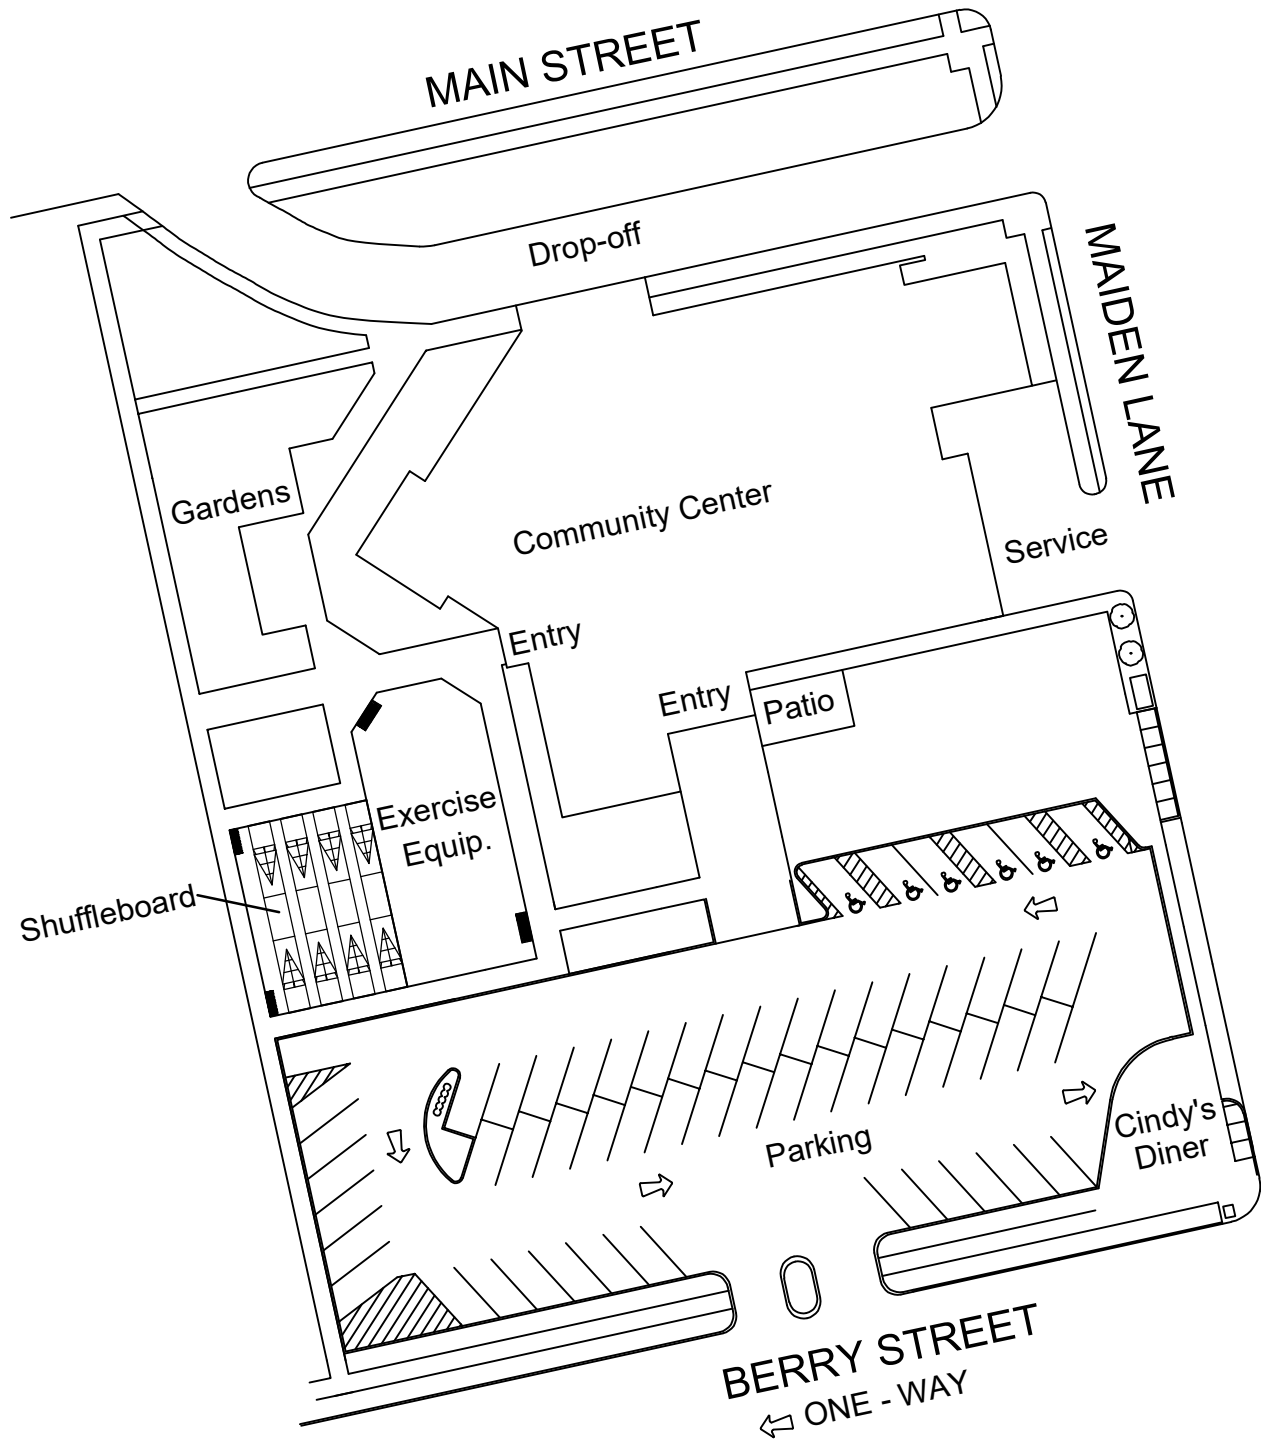 MAIN STREET
Drop-off
MAIDEN LANE
Gardens
Community Center
Service
Entry
Entry
Patio
Exercise
Equip.
Shuffleboard
Parking
Cindy's
Diner
BERRY STREET
ONE - WAY